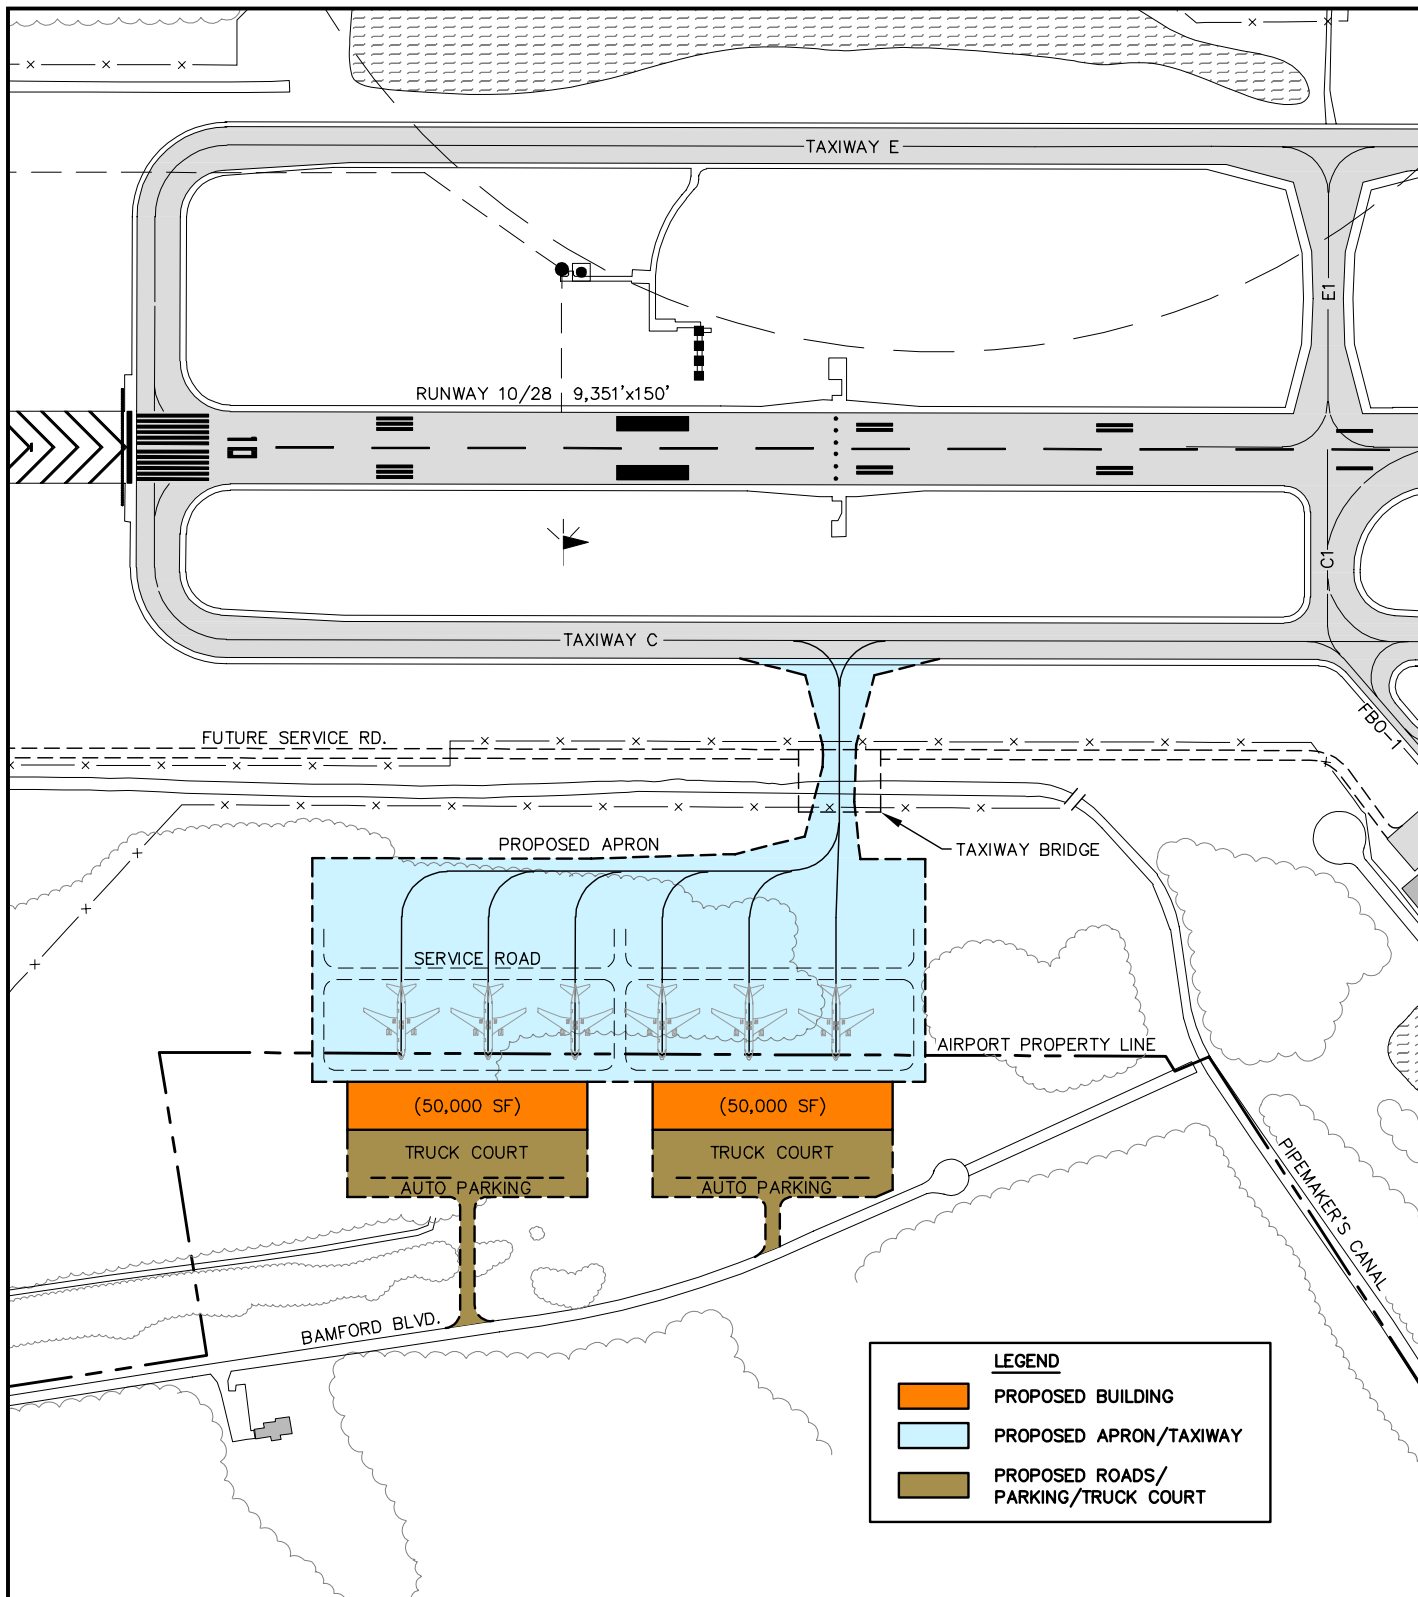 TAXIWAY E
E1
RUNWAY 10/28 9,351'x150'
C1
TAXIWAY C
FBO-1
FUTURE SERVICE RD.
PROPOSED APRON
TAXIWAY BRIDGE
SERVICE ROAD
AIRPORT PROPERTY LINE
(50,000 SF)
(50,000 SF)
TRUCK COURT
TRUCK COURT
AUTO PARKING
AUTO PARKING
PIPEMAKER'S CANAL
BAMFORD BLVD.
LEGEND
PROPOSED BUILDING
PROPOSED APRON/TAXIWAY
PROPOSED ROADS/
PARKING/TRUCK COURT